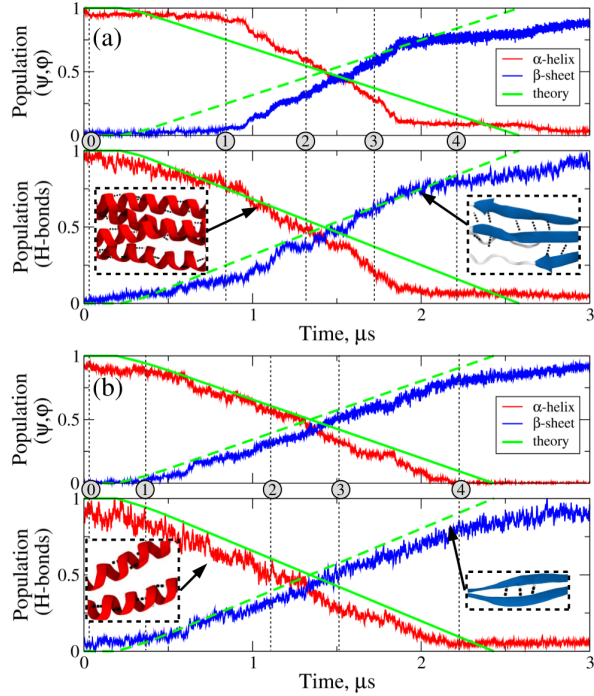 (a)
Population
(ψ,φ)
1
0.5
0
α-helix
β-sheet
theory
0 1 2 3 4
Population
(H-bonds)
1
0.5
0
0 1 2 3
Time, μs
(b)
Population
(ψ,φ)
1
0.5
0
α-helix
β-sheet
theory
0 1 2 3 4
Population
(H-bonds)
1
0.5
0
0 1 2 3
Time, μs